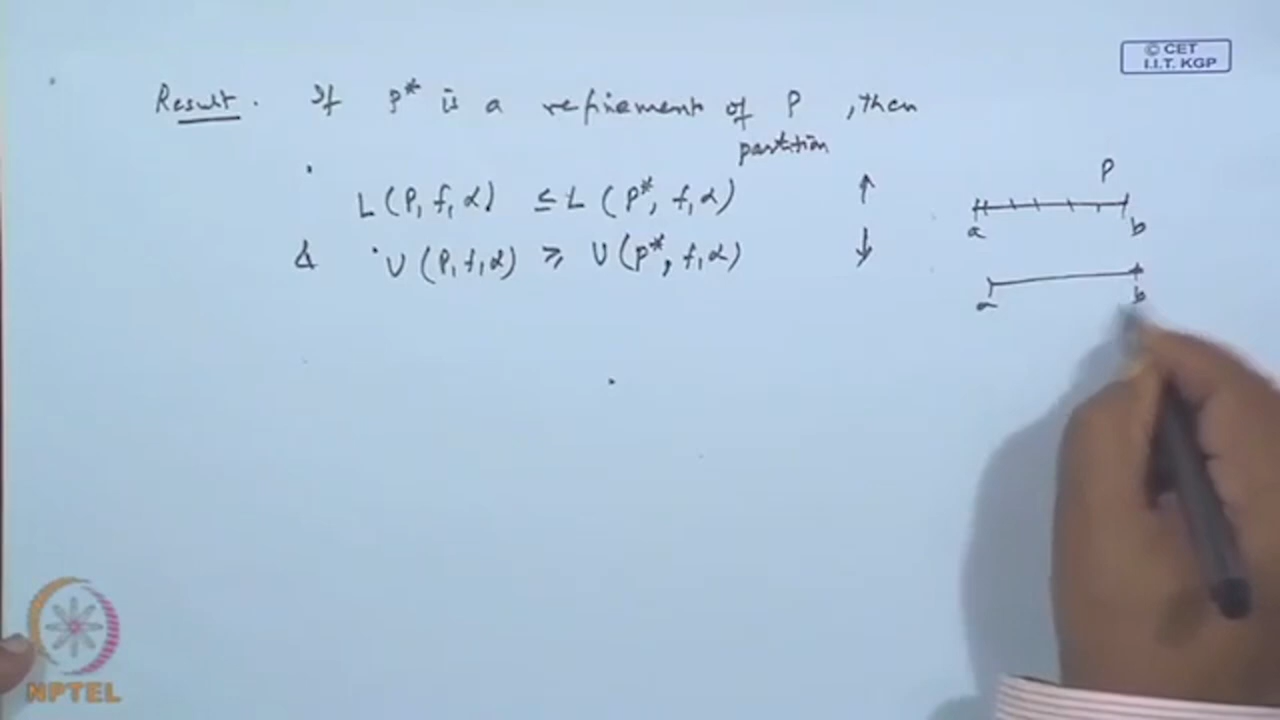 © CET
I.I.T. KGP
Result. If P* is a refinement of P, then
partition
L(P, f, α) ≤ L(P*, f, α) ↑
& U(P, f, α) ≥ U(P*, f, α) ↓
P
a b
a b
NPTEL